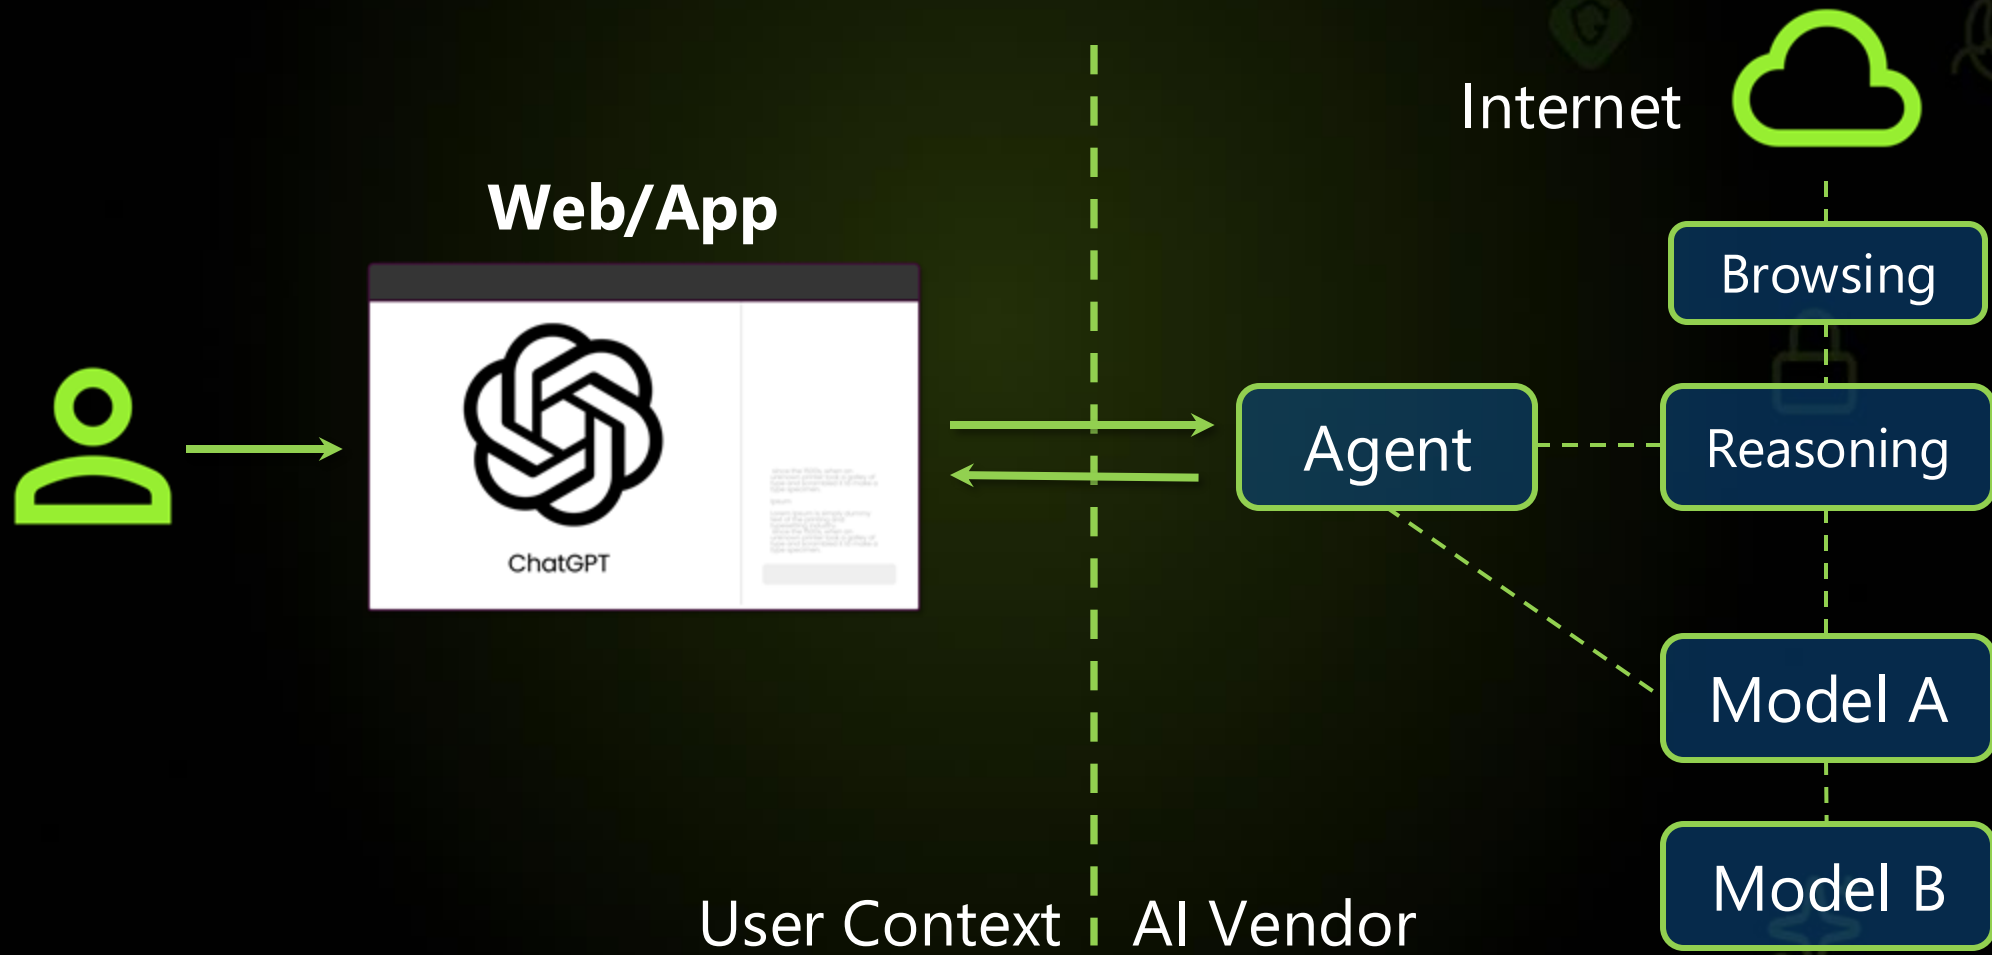 Internet
Web/App
Browsing
ChatGPT
Agent
Reasoning
Model A
Model B
User Context
AI Vendor